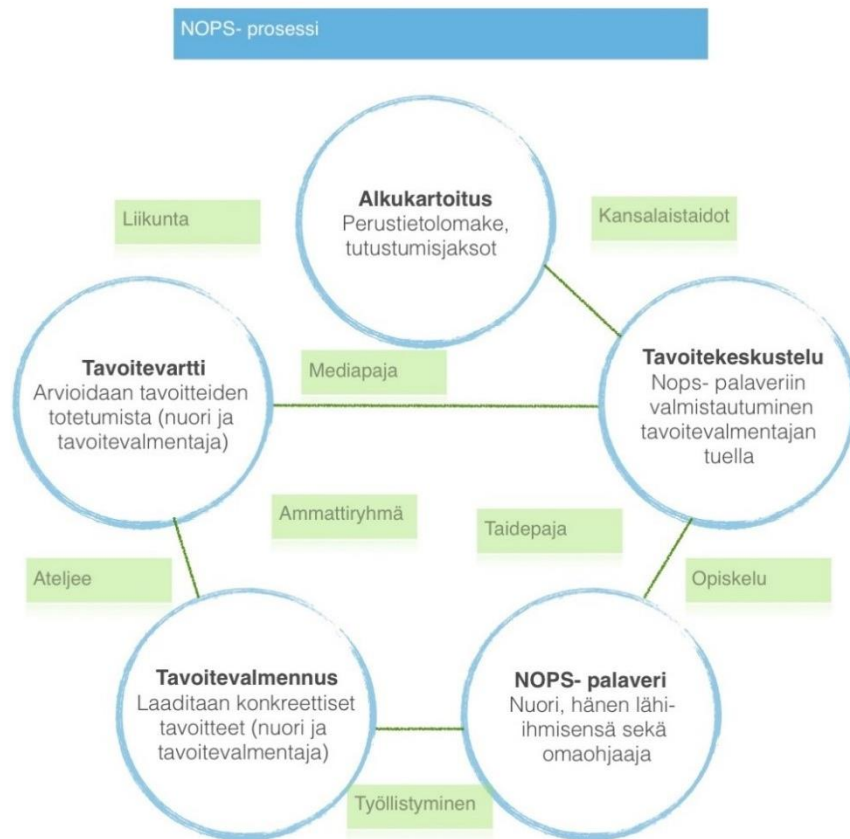 NOPS- prosessi
Alkukartoitus
Perustietolomake,
tutustumisjaksot
Liikunta
Kansalaistaidot
Tavoitevartti
Arvioidaan tavoitteiden
totetumista (nuori ja
tavoitevalmentaja)
Mediapaja
Tavoitekeskustelu
Nops- palaveriin
valmistautuminen
tavoitevalmentajan
tuella
Ammattiryhmä
Taidepaja
Ateljee
Opiskelu
Tavoitevalmennus
Laaditaan konkreettiset
tavoitteet (nuori ja
tavoitevalmentaja)
NOPS- palaveri
Nuori, hänen lähi-
ihmisensä sekä
omaohjaaja
Työllistyminen